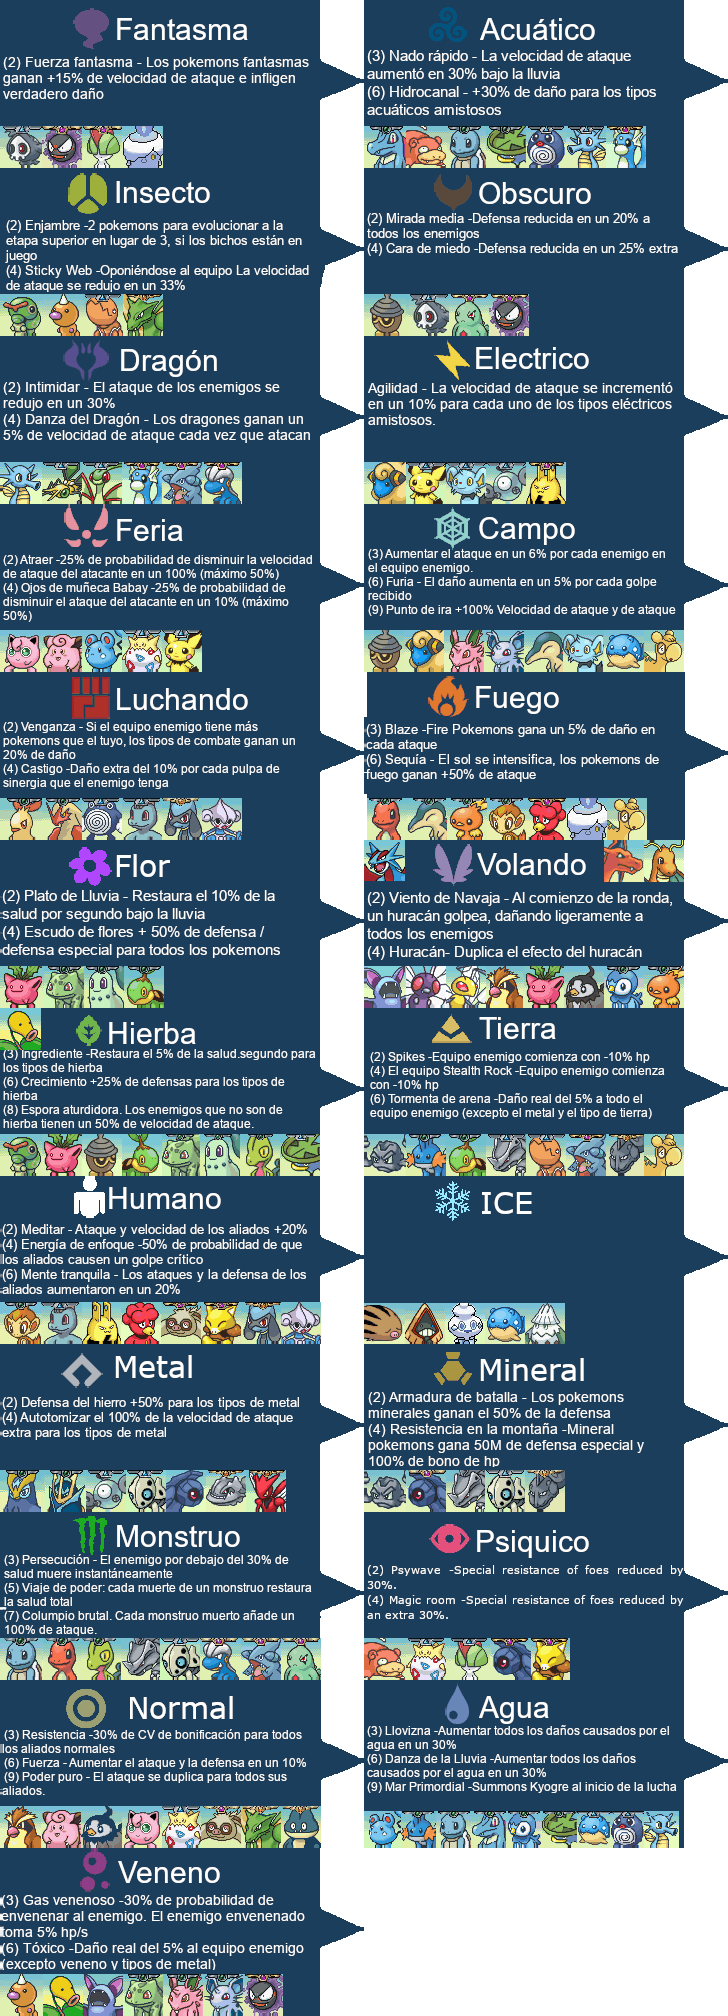 Fantasma
(2) Fuerza fantasma - Los pokemons fantasmas
ganan +15% de velocidad de ataque e infligen
verdadero daño
Acuático
(3) Nado rápido - La velocidad de ataque
aumentó en 30% bajo la lluvia
(6) Hidrocanal - +30% de daño para los tipos
acuáticos amistosos
Insecto
(2) Enjambre -2 pokemons para evolucionar a la
etapa superior en lugar de 3, si los bichos están en
juego
(4) Sticky Web -Oponiéndose al equipo La velocidad
de ataque se redujo en un 33%
Obscuro
(2) Mirada media -Defensa reducida en un 20% a
todos los enemigos
(4) Cara de miedo -Defensa reducida en un 25% extra
Dragón
(2) Intimidar - El ataque de los enemigos se
redujo en un 30%
(4) Danza del Dragón - Los dragones ganan un
5% de velocidad de ataque cada vez que atacan
Electrico
Agilidad - La velocidad de ataque se incrementó
en un 10% para cada uno de los tipos eléctricos
amistosos.
Feria
(2) Atraer -25% de probabilidad de disminuir la velocidad
de ataque del atacante en un 100% (máximo 50%)
(4) Ojos de muñeca Babay -25% de probabilidad de
disminuir el ataque del atacante en un 10% (máximo
50%)
Campo
(3) Aumentar el ataque en un 6% por cada enemigo en
el equipo enemigo.
(6) Furia - El daño aumenta en un 5% por cada golpe
recibido
(9) Punto de ira +100% Velocidad de ataque y de ataque
Luchando
(2) Venganza - Si el equipo enemigo tiene más
pokemons que el tuyo, los tipos de combate ganan un
20% de daño
(4) Castigo -Daño extra del 10% por cada pulpa de
sinergia que el enemigo tenga
Fuego
(3) Blaze -Fire Pokemons gana un 5% de daño en
cada ataque
(6) Sequía - El sol se intensifica, los pokemons de
fuego ganan +50% de ataque
Flor
(2) Plato de Lluvia - Restaura el 10% de la
salud por segundo bajo la lluvia
(4) Escudo de flores + 50% de defensa /
defensa especial para todos los pokemons
Volando
(2) Viento de Navaja - Al comienzo de la ronda,
un huracán golpea, dañando ligeramente a
todos los enemigos
(4) Huracán- Duplica el efecto del huracán
Hierba
(3) Ingrediente -Restaura el 5% de la salud.segundo para
los tipos de hierba
(6) Crecimiento +25% de defensas para los tipos de
hierba
(8) Espora aturdidora. Los enemigos que no son de
hierba tienen un 50% de velocidad de ataque.
Tierra
(2) Spikes -Equipo enemigo comienza con -10% hp
(4) El equipo Stealth Rock -Equipo enemigo comienza
con -10% hp
(6) Tormenta de arena -Daño real del 5% a todo el
equipo enemigo (excepto el metal y el tipo de tierra)
Humano
(2) Meditar - Ataque y velocidad de los aliados +20%
(4) Energía de enfoque -50% de probabilidad de que
los aliados causen un golpe crítico
(6) Mente tranquila - Los ataques y la defensa de los
aliados aumentaron en un 20%
ICE
Metal
(2) Defensa del hierro +50% para los tipos de metal
(4) Autotomizar el 100% de la velocidad de ataque
extra para los tipos de metal
Mineral
(2) Armadura de batalla - Los pokemons
minerales ganan el 50% de la defensa
(4) Resistencia en la montaña -Mineral
pokemons gana 50M de defensa especial y
100% de bono de hp
Monstruo
(3) Persecución - El enemigo por debajo del 30% de
salud muere instantáneamente
(5) Viaje de poder: cada muerte de un monstruo restaura
la salud total
(7) Columpio brutal. Cada monstruo muerto añade un
100% de ataque.
Psiquico
(2) Psywave -Special resistance of foes reduced by
30%.
(4) Magic room -Special resistance of foes reduced by
an extra 30%.
Normal
(3) Resistencia -30% de CV de bonificación para todos
los aliados normales
(6) Fuerza - Aumentar el ataque y la defensa en un 10%
(9) Poder puro - El ataque se duplica para todos sus
aliados.
Agua
(3) Llovizna -Aumentar todos los daños causados por el
agua en un 30%
(6) Danza de la Lluvia -Aumentar todos los daños
causados por el agua en un 30%
(9) Mar Primordial -Summons Kyogre al inicio de la lucha
Veneno
(3) Gas venenoso -30% de probabilidad de
envenenar al enemigo. El enemigo envenenado
toma 5% hp/s
(6) Tóxico -Daño real del 5% al equipo enemigo
(excepto veneno y tipos de metal)